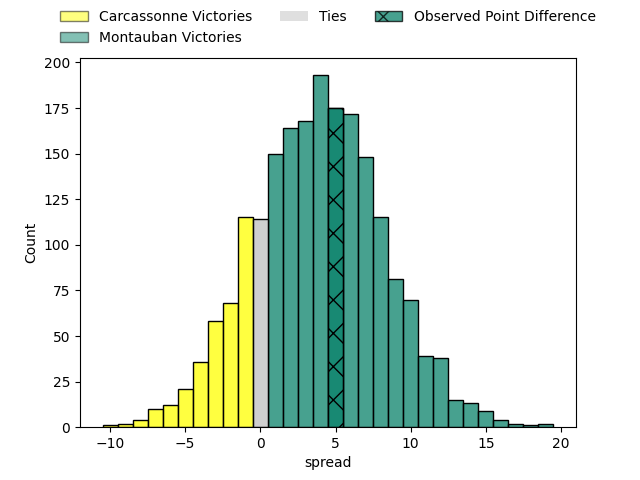 Carcassonne Victories
Montauban Victories
Ties
Observed Point Difference
200
175
150
125
100
75
50
25
0
Count
−10
−5
0
5
10
15
20
spread